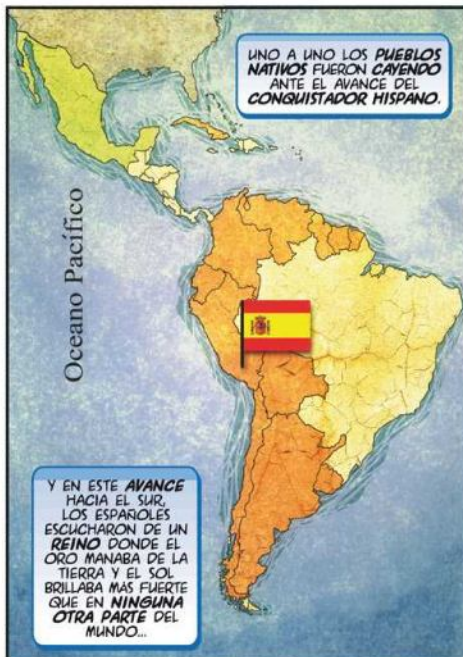 UNO A UNO LOS PUEBLOS
NATIVOS FUERON CAYENDO
ANTE EL AVANCE DEL
CONQUISTADOR HISPANO.
Oceano Pacífico
Y EN ESTE AVANCE
HACIA EL SUR,
LOS ESPAÑOLES
ESCUCHARON DE UN
REINO DONDE EL
ORO MANABA DE LA
TIERRA Y EL SOL
BRILLABA MÁS FUERTE
QUE EN NINGUNA
OTRA PARTE DEL
MUNDO...